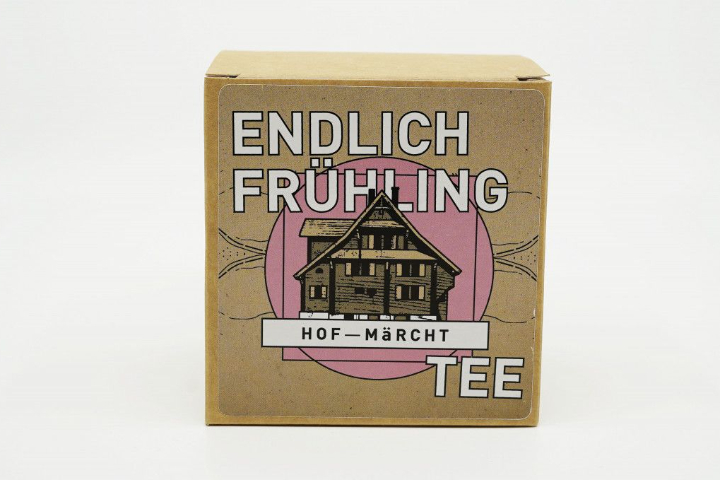 ENDLICH
FRÜHLING
HOF—MäRCHT
TEE